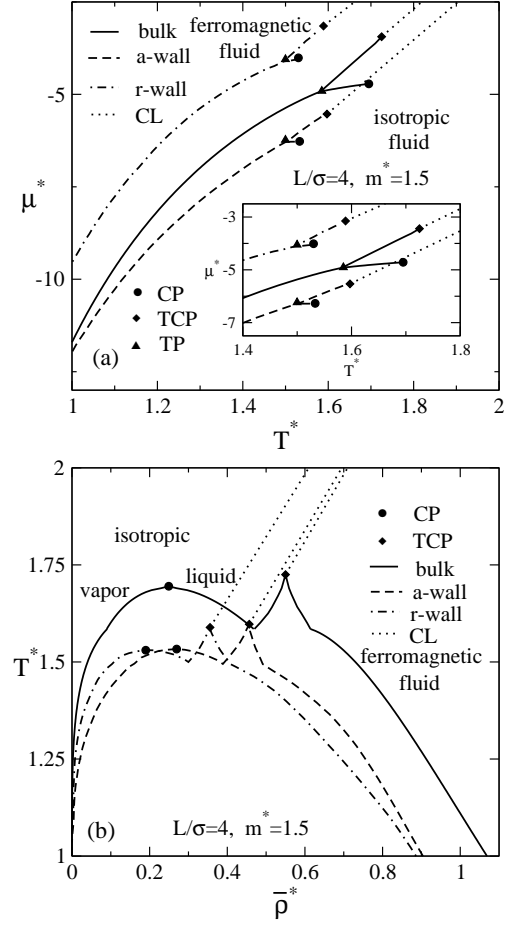 bulk
a-wall
r-wall
CL
ferromagnetic
fluid
isotropic
fluid
L/σ=4, m*=1.5
-5
-10
μ*
CP
TCP
TP
(a)
-3
-5
-7
μ*
1.4
1.6
1.8
T*
1
1.2
1.4
1.6
1.8
2
T*
2
1.75
1.5
1.25
1
T*
isotropic
vapor
liquid
CP
TCP
bulk
a-wall
r-wall
CL
ferromagnetic
fluid
(b)
L/σ=4, m*=1.5
0
0.2
0.4
0.6
0.8
1
ρ̄*